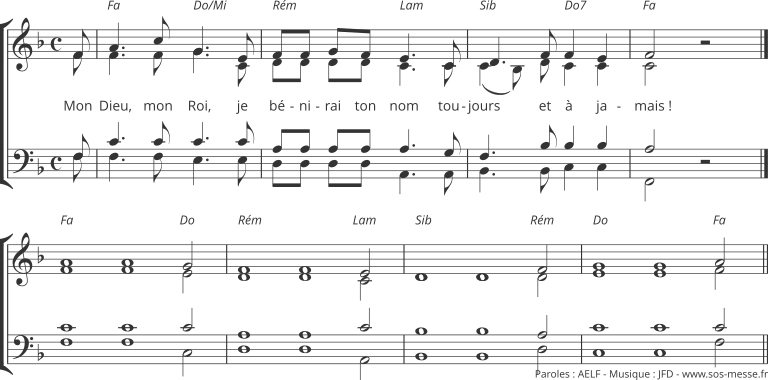 Fa Do/Mi Rém Lam Sib Do7 Fa
Mon Dieu, mon Roi, je bé - ni - rai ton nom tou - jours et à ja - mais !
Fa Do Rém Lam Sib Rém Do Fa
Paroles : AELF - Musique : JFD - www.sos-messe.fr